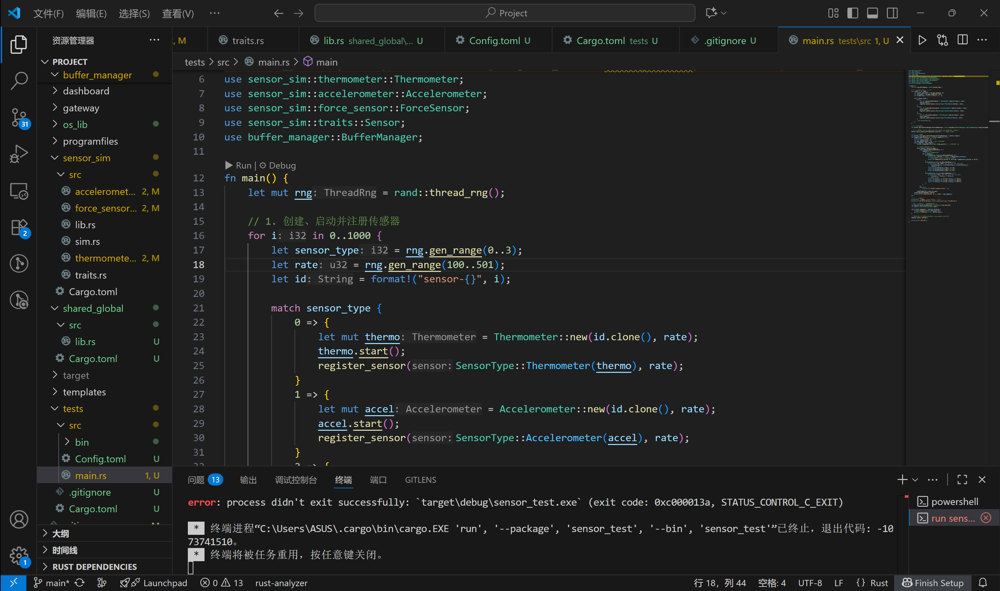 文件(F) 编辑(E) 选择(S) 查看(V) ··· Project
资源管理器 ···
PROJECT
buffer_manager
dashboard
gateway
os_lib
programfiles
sensor_sim
src
acceleromet... 2, M
force_sensor... 2, M
lib.rs
sim.rs
thermomete... 2, M
traits.rs
Cargo.toml
shared_global
src
lib.rs U
Cargo.toml U
target
templates
tests
src
bin
Config.toml U
main.rs 1, U
.gitignore U
Cargo.toml U
大纲
时间线
RUST DEPENDENCIES
31
2
1
, M traits.rs lib.rs shared_global\... U Config.toml U Cargo.toml tests U .gitignore U main.rs tests\src 1, U
tests > src > main.rs > main
6 use sensor_sim::thermometer::Thermometer;
7 use sensor_sim::accelerometer::Accelerometer;
8 use sensor_sim::force_sensor::ForceSensor;
9 use sensor_sim::traits::Sensor;
10 use buffer_manager::BufferManager;
11
Run | Debug
12 fn main() {
13 let mut rng: ThreadRng = rand::thread_rng();
14
15 // 1. 创建、启动并注册传感器
16 for i: i32 in 0..1000 {
17 let sensor_type: i32 = rng.gen_range(0..3);
18 let rate: u32 = rng.gen_range(100..501);
19 let id: String = format!("sensor-{}", i);
20
21 match sensor_type {
22 0 => {
23 let mut thermo: Thermometer = Thermometer::new(id.clone(), rate);
24 thermo.start();
25 register_sensor(sensor: SensorType::Thermometer(thermo), rate);
26 }
27 1 => {
28 let mut accel: Accelerometer = Accelerometer::new(id.clone(), rate);
29 accel.start();
30 register_sensor(sensor: SensorType::Accelerometer(accel), rate);
31 }
32 2 => {
问题 13 输出 调试控制台 终端 端口 GITLENS
error: process didn't exit successfully: `target\debug\sensor_test.exe` (exit code: 0xc000013a, STATUS_CONTROL_C_EXIT)
* 终端进程“C:\Users\ASUS\.cargo\bin\cargo.EXE 'run', '--package', 'sensor_test', '--bin', 'sensor_test'”已终止，退出代码: -10
73741510。
* 终端将被任务重用，按任意键关闭。
powershell
run sens...
main* Launchpad 0 13 rust-analyzer 行 18，列 44 空格: 4 UTF-8 LF {} Rust Finish Setup